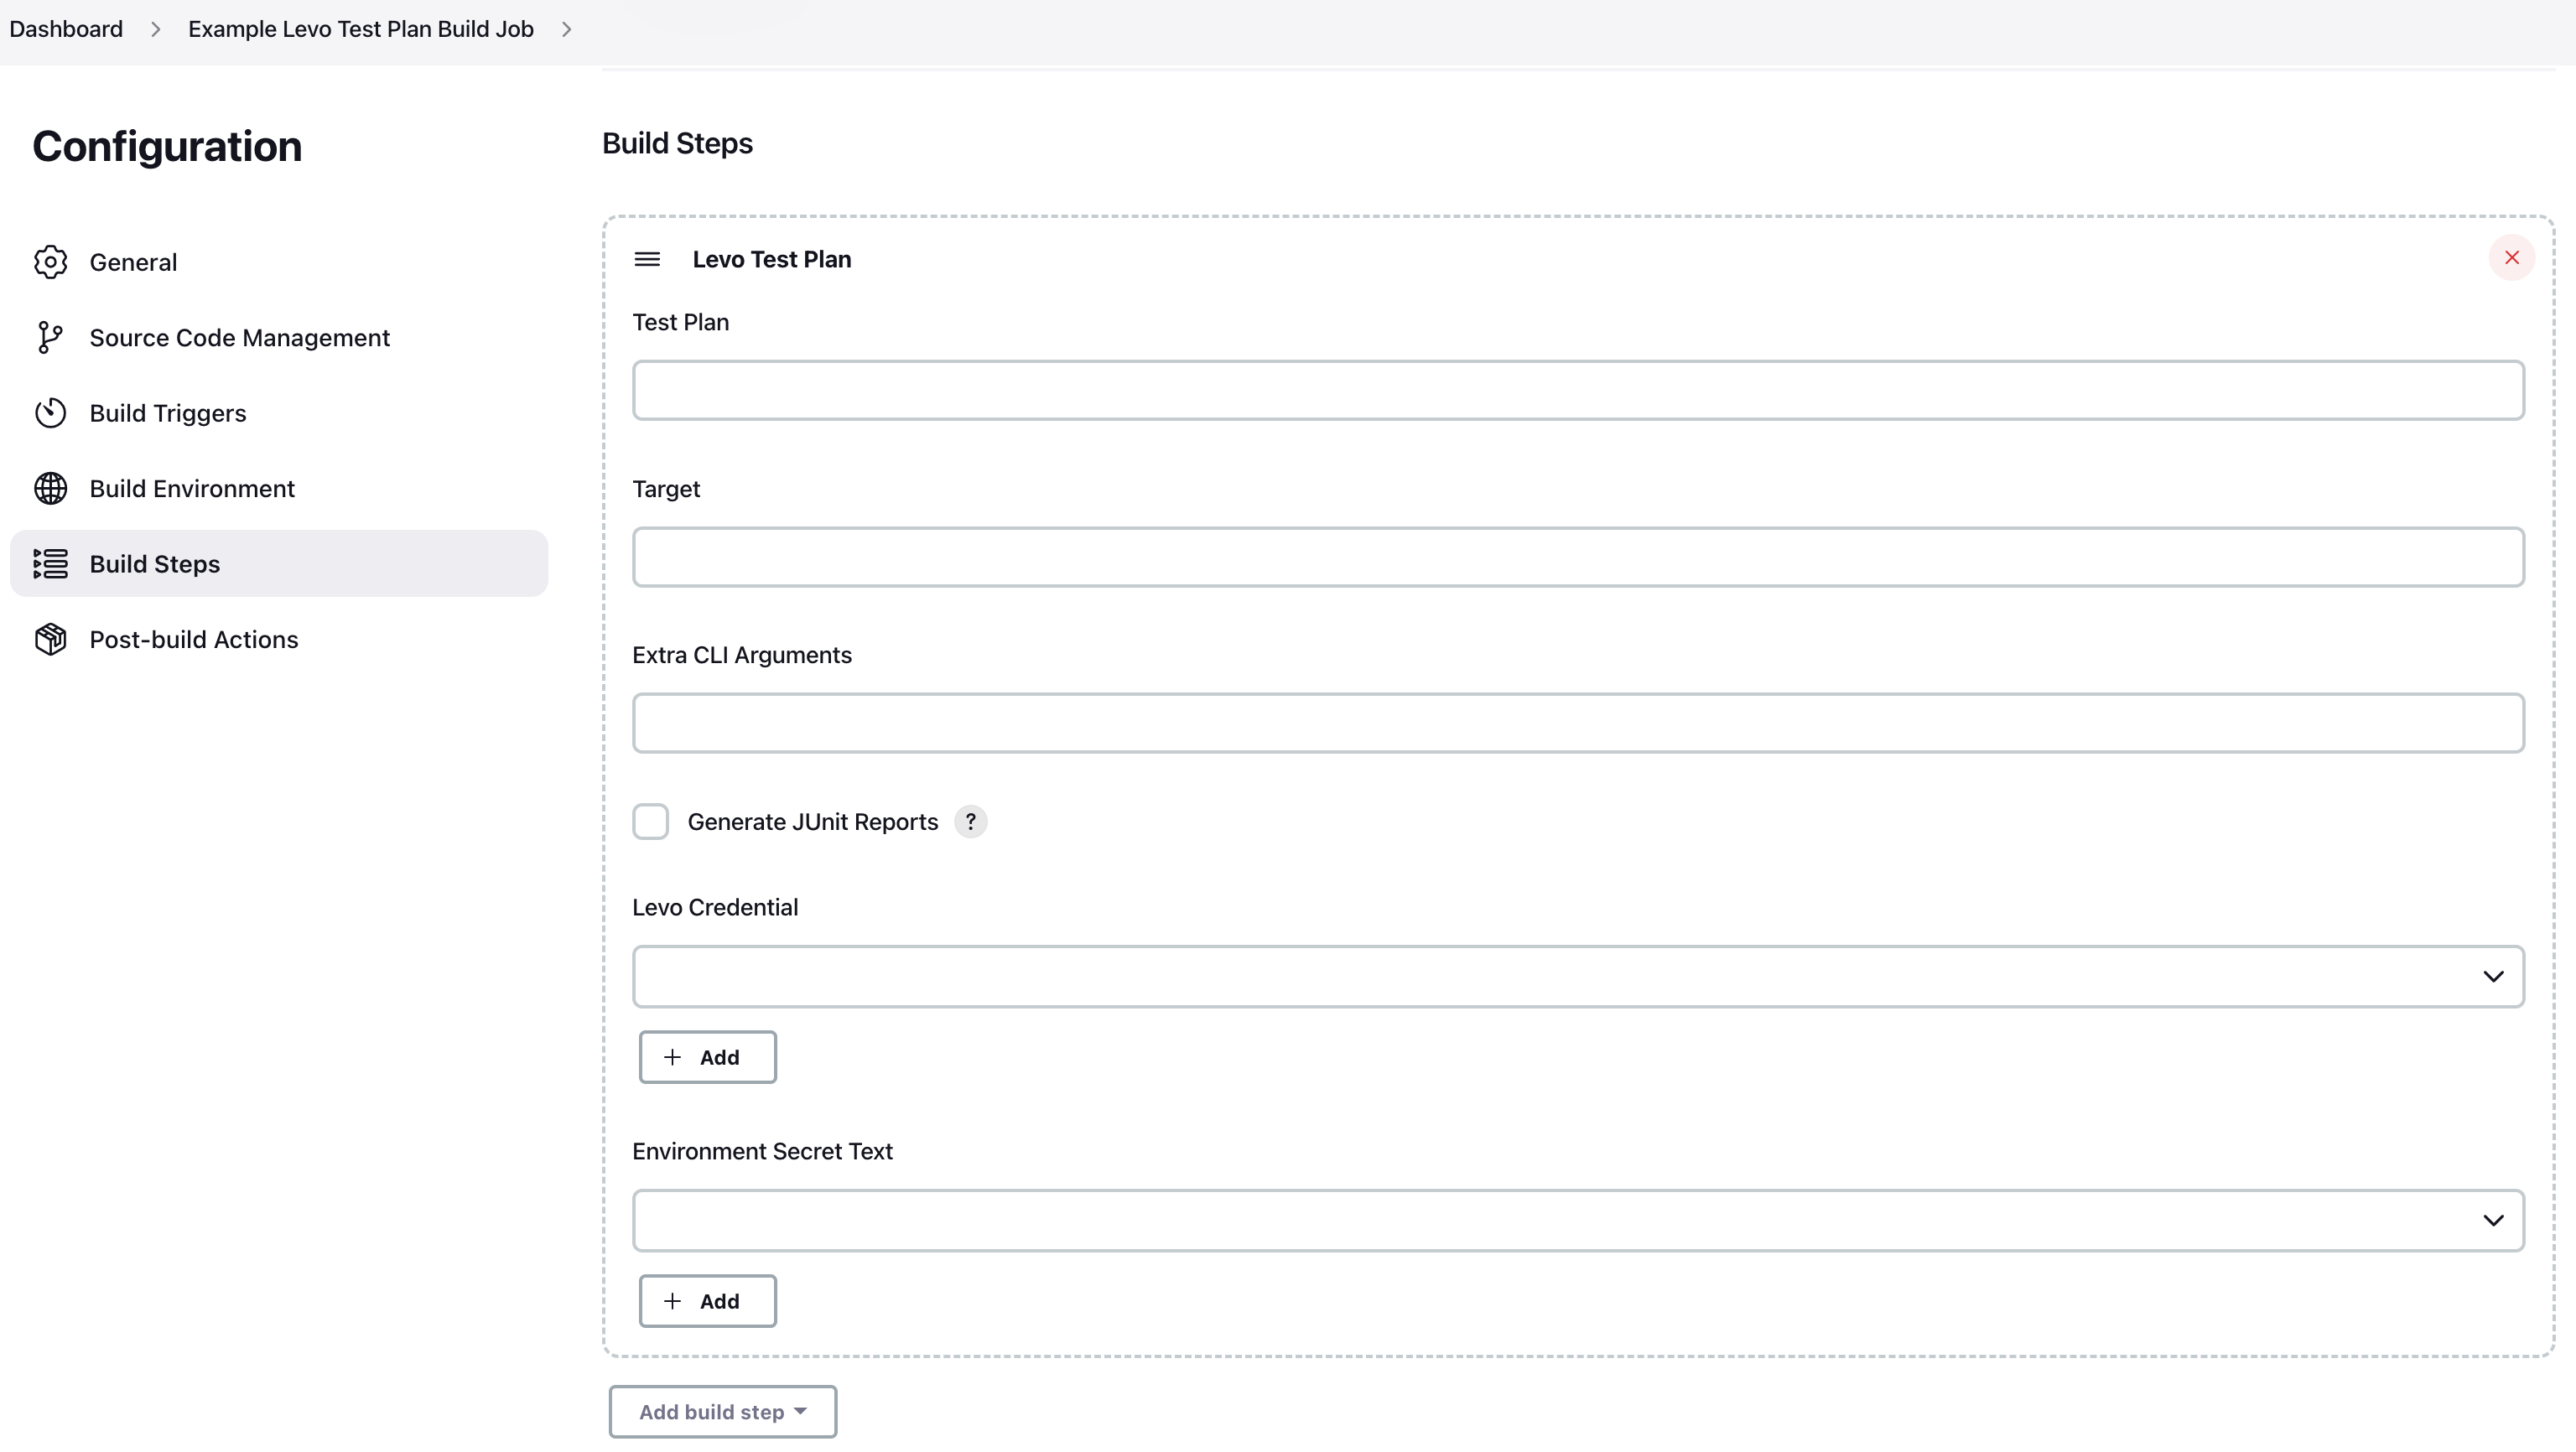 Dashboard > Example Levo Test Plan Build Job >
Configuration
General
Source Code Management
Build Triggers
Build Environment
Build Steps
Post-build Actions
Build Steps
Levo Test Plan
Test Plan
Target
Extra CLI Arguments
Generate JUnit Reports ?
Levo Credential
+ Add
Environment Secret Text
+ Add
Add build step